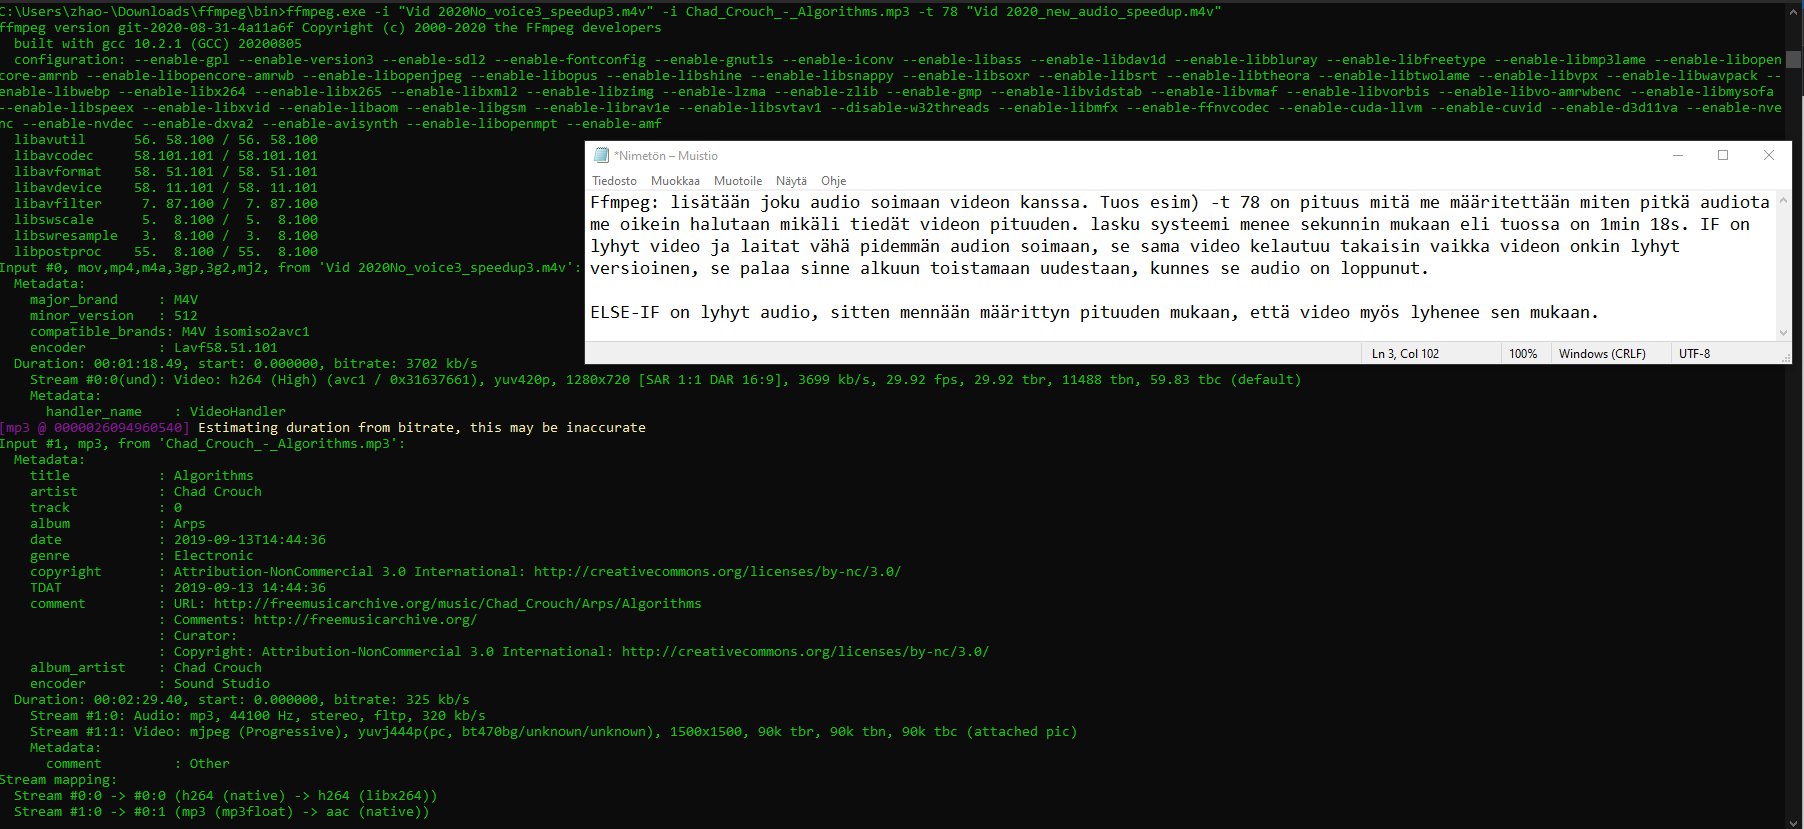 C:\Users\zhao-\Downloads\ffmpeg\bin>ffmpeg.exe -i "Vid 2020No_voice3_speedup3.m4v" -i Chad_Crouch_-_Algorithms.mp3 -t 78 "Vid 2020_new_audio_speedup.m4v"
ffmpeg version git-2020-08-31-4a11a6f Copyright (c) 2000-2020 the FFmpeg developers
built with gcc 10.2.1 (GCC) 20200805
configuration: --enable-gpl --enable-version3 --enable-sdl2 --enable-fontconfig --enable-gnutls --enable-iconv --enable-libass --enable-libdav1d --enable-libbluray --enable-libfreetype --enable-libmp3lame --enable-libopen
core-amrnb --enable-libopencore-amrwb --enable-libopenjpeg --enable-libopus --enable-libshine --enable-libsnappy --enable-libsoxr --enable-libsrt --enable-libtheora --enable-libtwolame --enable-libvpx --enable-libwavpack --
enable-libwebp --enable-libx264 --enable-libx265 --enable-libxml2 --enable-libzimg --enable-lzma --enable-zlib --enable-gmp --enable-libvidstab --enable-libvmaf --enable-libvorbis --enable-libvo-amrwbenc --enable-libmysofa
--enable-libspeex --enable-libxvid --enable-libaom --enable-libgsm --enable-librav1e --enable-libsvtav1 --disable-w32threads --enable-libmfx --enable-ffnvcodec --enable-cuda-llvm --enable-cuvid --enable-d3d11va --enable-nve
nc --enable-nvdec --enable-dxva2 --enable-avisynth --enable-libopenmpt --enable-amf
libavutil 56. 58.100 / 56. 58.100
libavcodec 58.101.101 / 58.101.101
libavformat 58. 51.101 / 58. 51.101
libavdevice 58. 11.101 / 58. 11.101
libavfilter 7. 87.100 / 7. 87.100
libswscale 5. 8.100 / 5. 8.100
libswresample 3. 8.100 / 3. 8.100
libpostproc 55. 8.100 / 55. 8.100
Input #0, mov,mp4,m4a,3gp,3g2,mj2, from 'Vid 2020No_voice3_speedup3.m4v':
Metadata:
major_brand : M4V
minor_version : 512
compatible_brands: M4V isomiso2avc1
encoder : Lavf58.51.101
Duration: 00:01:18.49, start: 0.000000, bitrate: 3702 kb/s
Stream #0:0(und): Video: h264 (High) (avc1 / 0x31637661), yuv420p, 1280x720 [SAR 1:1 DAR 16:9], 3699 kb/s, 29.92 fps, 29.92 tbr, 11488 tbn, 59.83 tbc (default)
Metadata:
handler_name : VideoHandler
[mp3 @ 0000026094960540] Estimating duration from bitrate, this may be inaccurate
Input #1, mp3, from 'Chad_Crouch_-_Algorithms.mp3':
Metadata:
title : Algorithms
artist : Chad Crouch
track : 0
album : Arps
date : 2019-09-13T14:44:36
genre : Electronic
copyright : Attribution-NonCommercial 3.0 International: http://creativecommons.org/licenses/by-nc/3.0/
TDAT : 2019-09-13 14:44:36
comment : URL: http://freemusicarchive.org/music/Chad_Crouch/Arps/Algorithms
: Comments: http://freemusicarchive.org/
: Curator:
: Copyright: Attribution-NonCommercial 3.0 International: http://creativecommons.org/licenses/by-nc/3.0/
album_artist : Chad Crouch
encoder : Sound Studio
Duration: 00:02:29.40, start: 0.000000, bitrate: 325 kb/s
Stream #1:0: Audio: mp3, 44100 Hz, stereo, fltp, 320 kb/s
Stream #1:1: Video: mjpeg (Progressive), yuvj444p(pc, bt470bg/unknown/unknown), 1500x1500, 90k tbr, 90k tbn, 90k tbc (attached pic)
Metadata:
comment : Other
Stream mapping:
Stream #0:0 -> #0:0 (h264 (native) -> h264 (libx264))
Stream #1:0 -> #0:1 (mp3 (mp3float) -> aac (native))
*Nimetön – Muistio
Tiedosto Muokkaa Muotoile Näytä Ohje
Ffmpeg: lisätään joku audio soimaan videon kanssa. Tuos esim) -t 78 on pituus mitä me määritettään miten pitkä audiota
me oikein halutaan mikäli tiedät videon pituuden. lasku systeemi menee sekunnin mukaan eli tuossa on 1min 18s. IF on
lyhyt video ja laitat vähä pidemmän audion soimaan, se sama video kelautuu takaisin vaikka videon onkin lyhyt
versioinen, se palaa sinne alkuun toistamaan uudestaan, kunnes se audio on loppunut.
ELSE-IF on lyhyt audio, sitten mennään määrittyn pituuden mukaan, että video myös lyhenee sen mukaan.
Ln 3, Col 102 100% Windows (CRLF) UTF-8